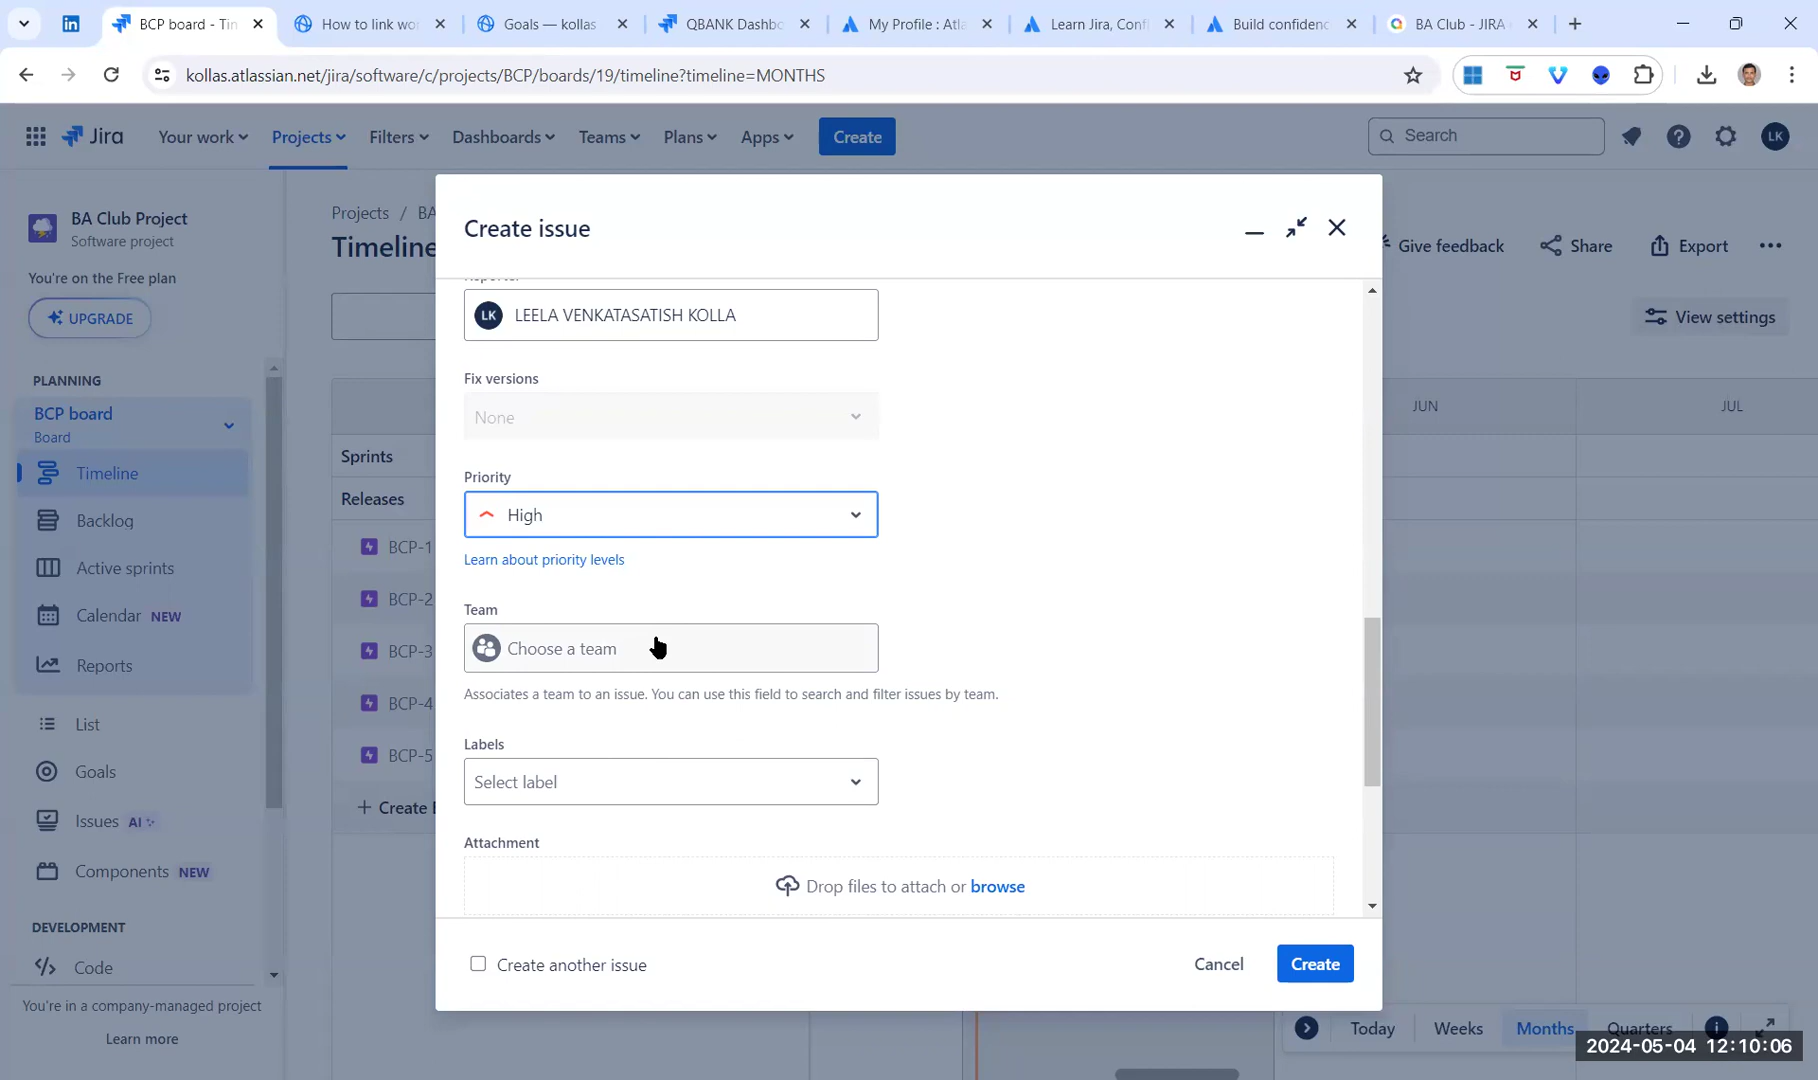 BCP board - Tin
How to link wor
Goals — kollas
QBANK Dashbo
My Profile : Atla
Learn Jira, Confl
Build confidenc
BA Club - JIRA
kollas.atlassian.net/jira/software/c/projects/BCP/boards/19/timeline?timeline=MONTHS
Jira
Your work
Projects
Filters
Dashboards
Teams
Plans
Apps
Create
Search
LK
BA Club Project
Software project
You're on the Free plan
UPGRADE
PLANNING
BCP board
Board
Timeline
Backlog
Active sprints
Calendar NEW
Reports
List
Goals
Issues AI
Components NEW
DEVELOPMENT
Code
You're in a company-managed project
Learn more
Projects / BA
Timeline
Give feedback
Share
Export
View settings
JUN
JUL
Sprints
Releases
BCP-1
BCP-2
BCP-3
BCP-4
BCP-5
+ Create E
Create issue
Reporter
LK LEELA VENKATASATISH KOLLA
Fix versions
None
Priority
High
Learn about priority levels
Team
Choose a team
Associates a team to an issue. You can use this field to search and filter issues by team.
Labels
Select label
Attachment
Drop files to attach or browse
Create another issue
Cancel
Create
Today
Weeks
Months
Quarters
2024-05-04 12:10:06